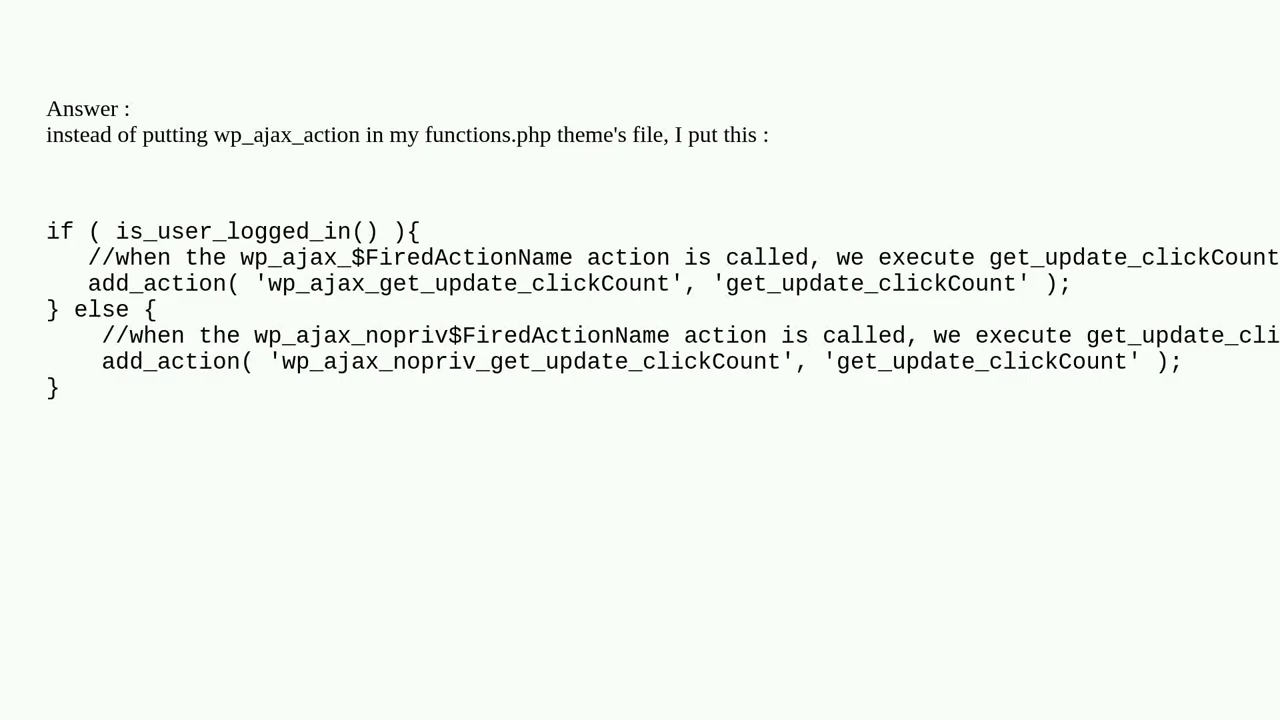 Answer :
instead of putting wp_ajax_action in my functions.php theme's file, I put this :
if ( is_user_logged_in() ){
//when the wp_ajax_$FiredActionName action is called, we execute get_update_clickCount
add_action( 'wp_ajax_get_update_clickCount', 'get_update_clickCount' );
} else {
//when the wp_ajax_nopriv$FiredActionName action is called, we execute get_update_cli
add_action( 'wp_ajax_nopriv_get_update_clickCount', 'get_update_clickCount' );
}